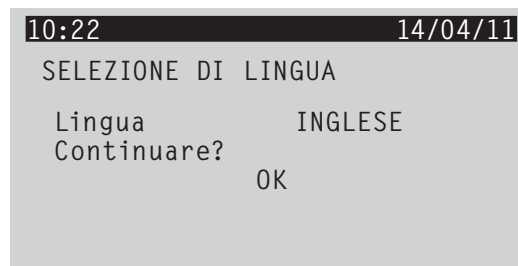 10:22 14/04/11
SELEZIONE DI LINGUA
Lingua INGLESE
Continuare?
OK